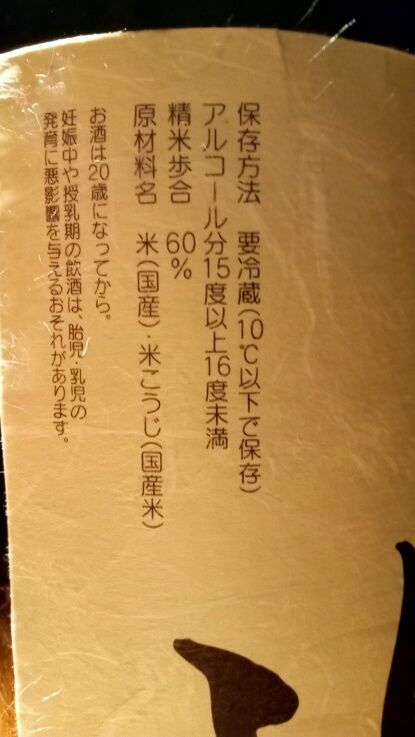 保存方法 要冷蔵(10℃以下で保存)
アルコール分15度以上16度未満
精米歩合 60%
原材料名 米(国産)・米こうじ(国産米)
お酒は20歳になってから。
妊娠中や授乳期の飲酒は、胎児・乳児の
発育に悪影響を与えるおそれがあります。